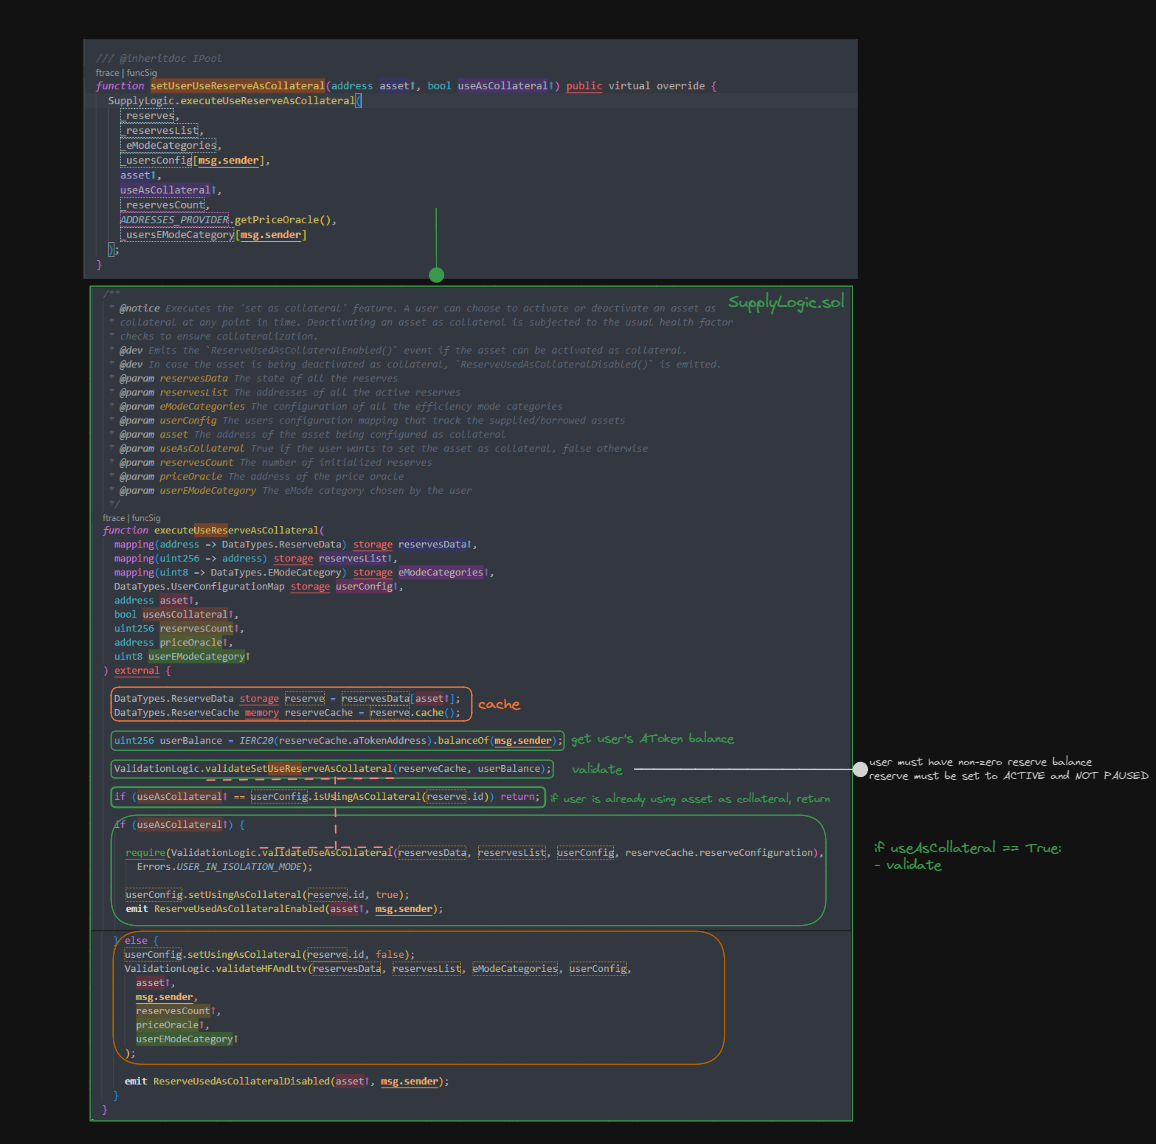 /// @inheritdoc IPool
ftrace | funcSig
function setUserUseReserveAsCollateral(address asset↑, bool useAsCollateral↑) public virtual override {
SupplyLogic.executeUseReserveAsCollateral(
_reserves,
_reservesList,
_eModeCategories,
_usersConfig[msg.sender],
asset↑,
useAsCollateral↑,
_reservesCount,
ADDRESSES_PROVIDER.getPriceOracle(),
_usersEModeCategory[msg.sender]
);
}
SupplyLogic.sol
/**
* @notice Executes the 'set as collateral' feature. A user can choose to activate or deactivate an asset as
* collateral at any point in time. Deactivating an asset as collateral is subjected to the usual health factor
* checks to ensure collateralization.
* @dev Emits the `ReserveUsedAsCollateralEnabled()` event if the asset can be activated as collateral.
* @dev In case the asset is being deactivated as collateral, `ReserveUsedAsCollateralDisabled()` is emitted.
* @param reservesData The state of all the reserves
* @param reservesList The addresses of all the active reserves
* @param eModeCategories The configuration of all the efficiency mode categories
* @param userConfig The users configuration mapping that track the supplied/borrowed assets
* @param asset The address of the asset being configured as collateral
* @param useAsCollateral True if the user wants to set the asset as collateral, false otherwise
* @param reservesCount The number of initialized reserves
* @param priceOracle The address of the price oracle
* @param userEModeCategory The eMode category chosen by the user
*/
ftrace | funcSig
function executeUseReserveAsCollateral(
mapping(address => DataTypes.ReserveData) storage reservesData↑,
mapping(uint256 => address) storage reservesList↑,
mapping(uint8 => DataTypes.EModeCategory) storage eModeCategories↑,
DataTypes.UserConfigurationMap storage userConfig↑,
address asset↑,
bool useAsCollateral↑,
uint256 reservesCount↑,
address priceOracle↑,
uint8 userEModeCategory↑
) external {
DataTypes.ReserveData storage reserve = reservesData[asset↑];
DataTypes.ReserveCache memory reserveCache = reserve.cache();
cache
uint256 userBalance = IERC20(reserveCache.aTokenAddress).balanceOf(msg.sender);
get user's AToken balance
ValidationLogic.validateSetUseReserveAsCollateral(reserveCache, userBalance);
validate
user must have non-zero reserve balance
reserve must be set to ACTIVE and NOT PAUSED
if (useAsCollateral↑ == userConfig.isUsingAsCollateral(reserve.id)) return;
if user is already using asset as collateral, return
if (useAsCollateral↑) {
require(ValidationLogic.validateUseAsCollateral(reservesData, reservesList, userConfig, reserveCache.reserveConfiguration),
Errors.USER_IN_ISOLATION_MODE);
if useAsCollateral == True:
- validate
userConfig.setUsingAsCollateral(reserve.id, true);
emit ReserveUsedAsCollateralEnabled(asset↑, msg.sender);
} else {
userConfig.setUsingAsCollateral(reserve.id, false);
ValidationLogic.validateHFAndLtv(reservesData, reservesList, eModeCategories, userConfig,
asset↑,
msg.sender,
reservesCount↑,
priceOracle↑,
userEModeCategory↑
);
emit ReserveUsedAsCollateralDisabled(asset↑, msg.sender);
}
}